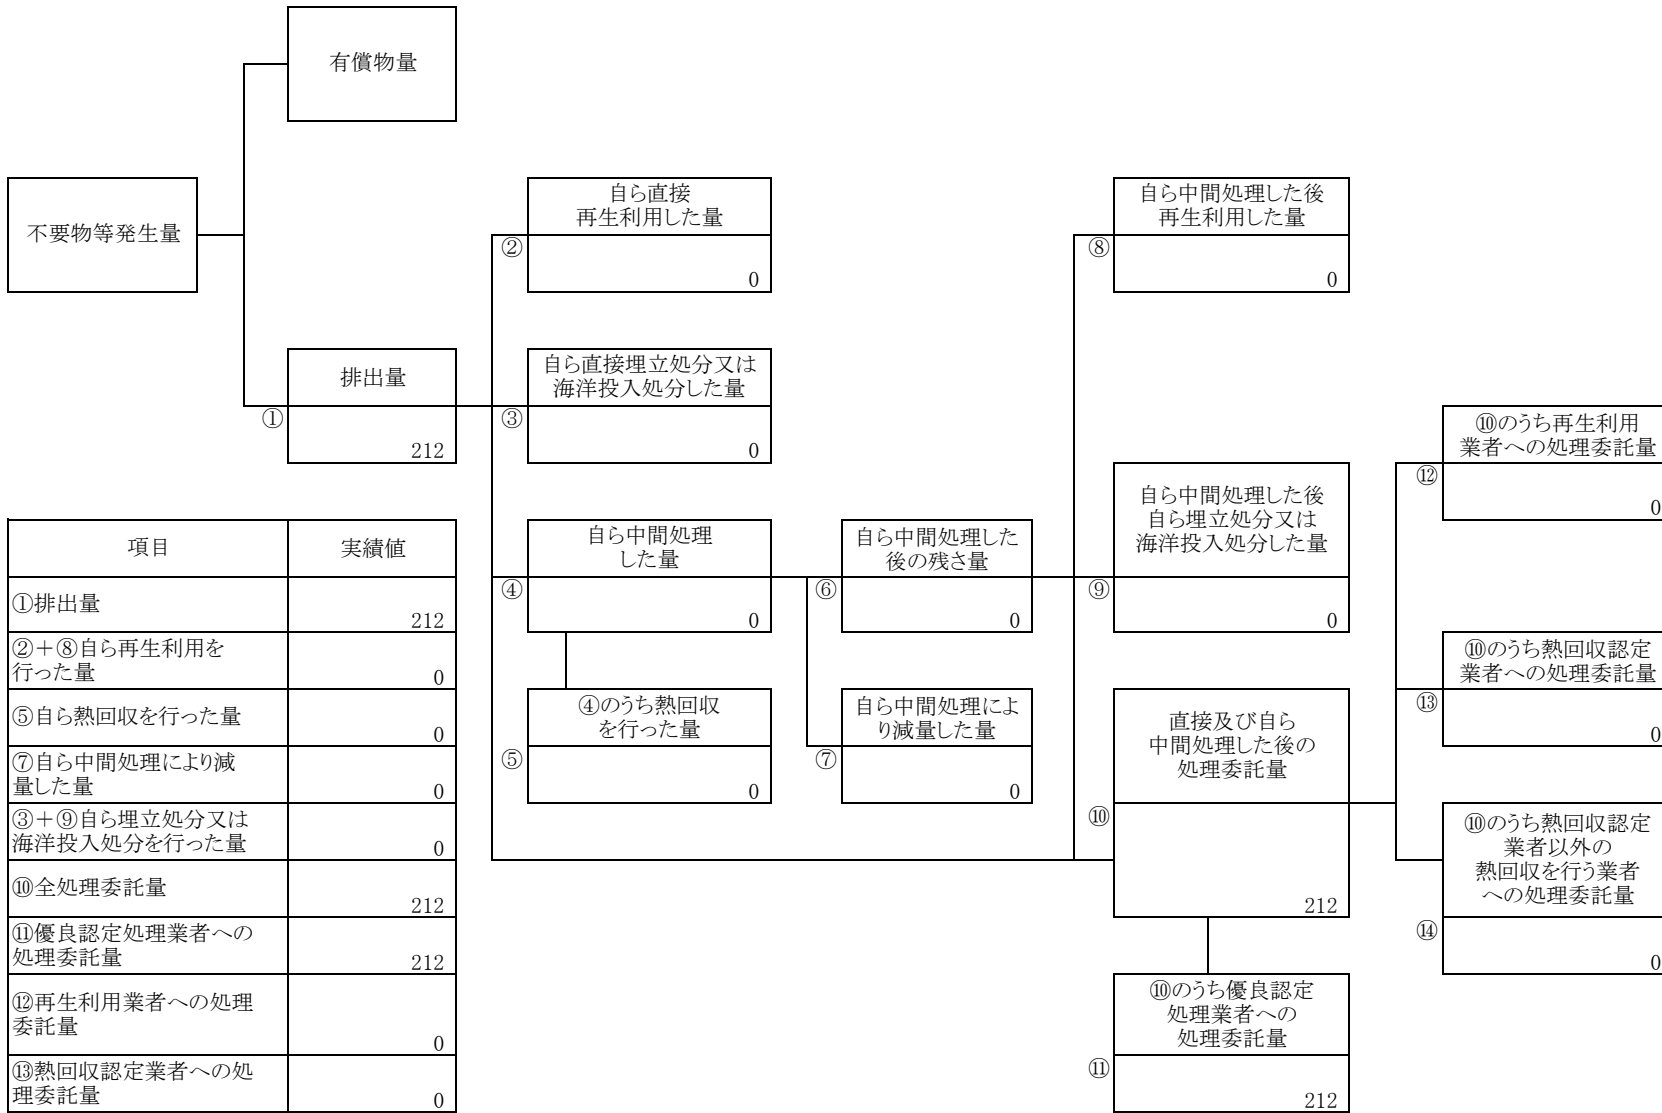 有償物量
不要物等発生量
自ら直接
再生利用した量
②
0
自ら中間処理した後
再生利用した量
⑧
0
排出量
①
212
自ら直接埋立処分又は
海洋投入処分した量
③
0
⑩のうち再生利用
業者への処理委託量
⑫
0
自ら中間処理
した量
④
0
自ら中間処理した
後の残さ量
⑥
0
自ら中間処理した後
自ら埋立処分又は
海洋投入処分した量
⑨
0
⑩のうち熱回収認定
業者への処理委託量
⑬
0
④のうち熱回収
を行った量
⑤
0
自ら中間処理によ
り減量した量
⑦
0
直接及び自ら
中間処理した後の
処理委託量
⑩
212
⑩のうち熱回収認定
業者以外の
熱回収を行う業者
への処理委託量
⑭
0
⑩のうち優良認定
処理業者への
処理委託量
⑪
212
項目 実績値
①排出量
212
②+⑧自ら再生利用を
行った量
0
⑤自ら熱回収を行った量
0
⑦自ら中間処理により減
量した量
0
③+⑨自ら埋立処分又は
海洋投入処分を行った量
0
⑩全処理委託量
212
⑪優良認定処理業者への
処理委託量
212
⑫再生利用業者への処理
委託量
0
⑬熱回収認定業者への処
理委託量
0